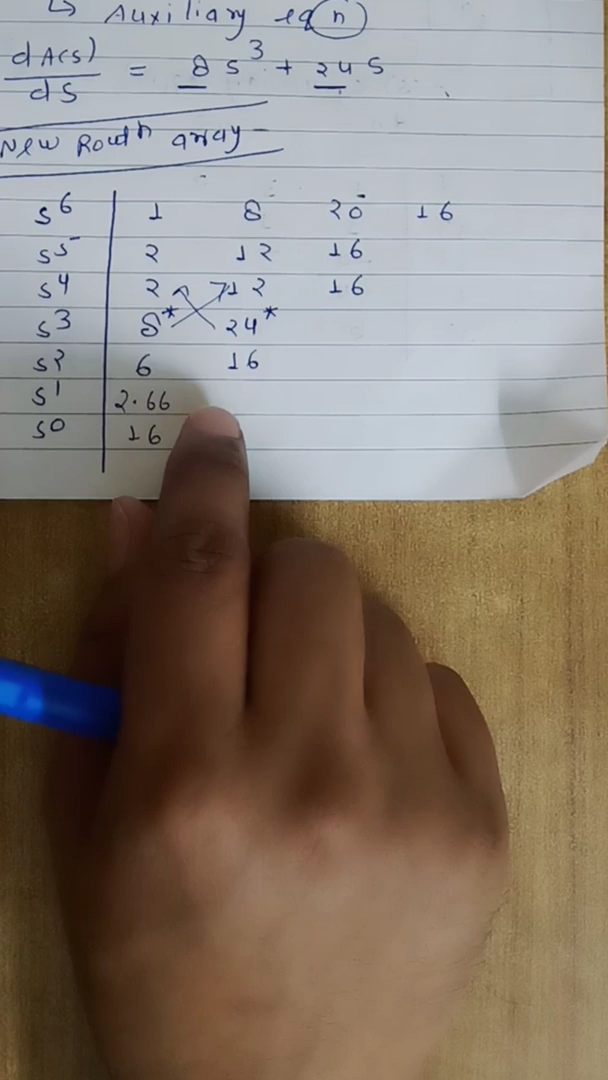 ↳ Auxiliary eq(n)
dA(s)/ds = 8s³ + 24s
New Routh array-
s⁶ 1 8 20 16
s⁵ 2 12 16
s⁴ 2 12 16
s³ 8* 24*
s² 6 16
s¹ 2.66
s⁰ 16